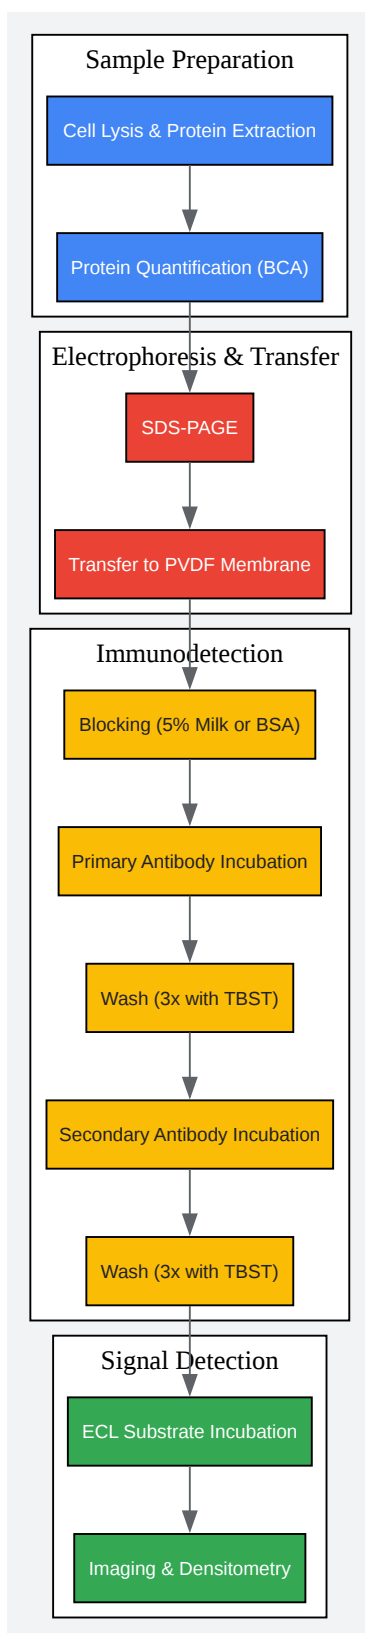 Sample Preparation
Cell Lysis & Protein Extraction
Protein Quantification (BCA)
Electrophoresis & Transfer
SDS-PAGE
Transfer to PVDF Membrane
Immunodetection
Blocking (5% Milk or BSA)
Primary Antibody Incubation
Wash (3x with TBST)
Secondary Antibody Incubation
Wash (3x with TBST)
Signal Detection
ECL Substrate Incubation
Imaging & Densitometry